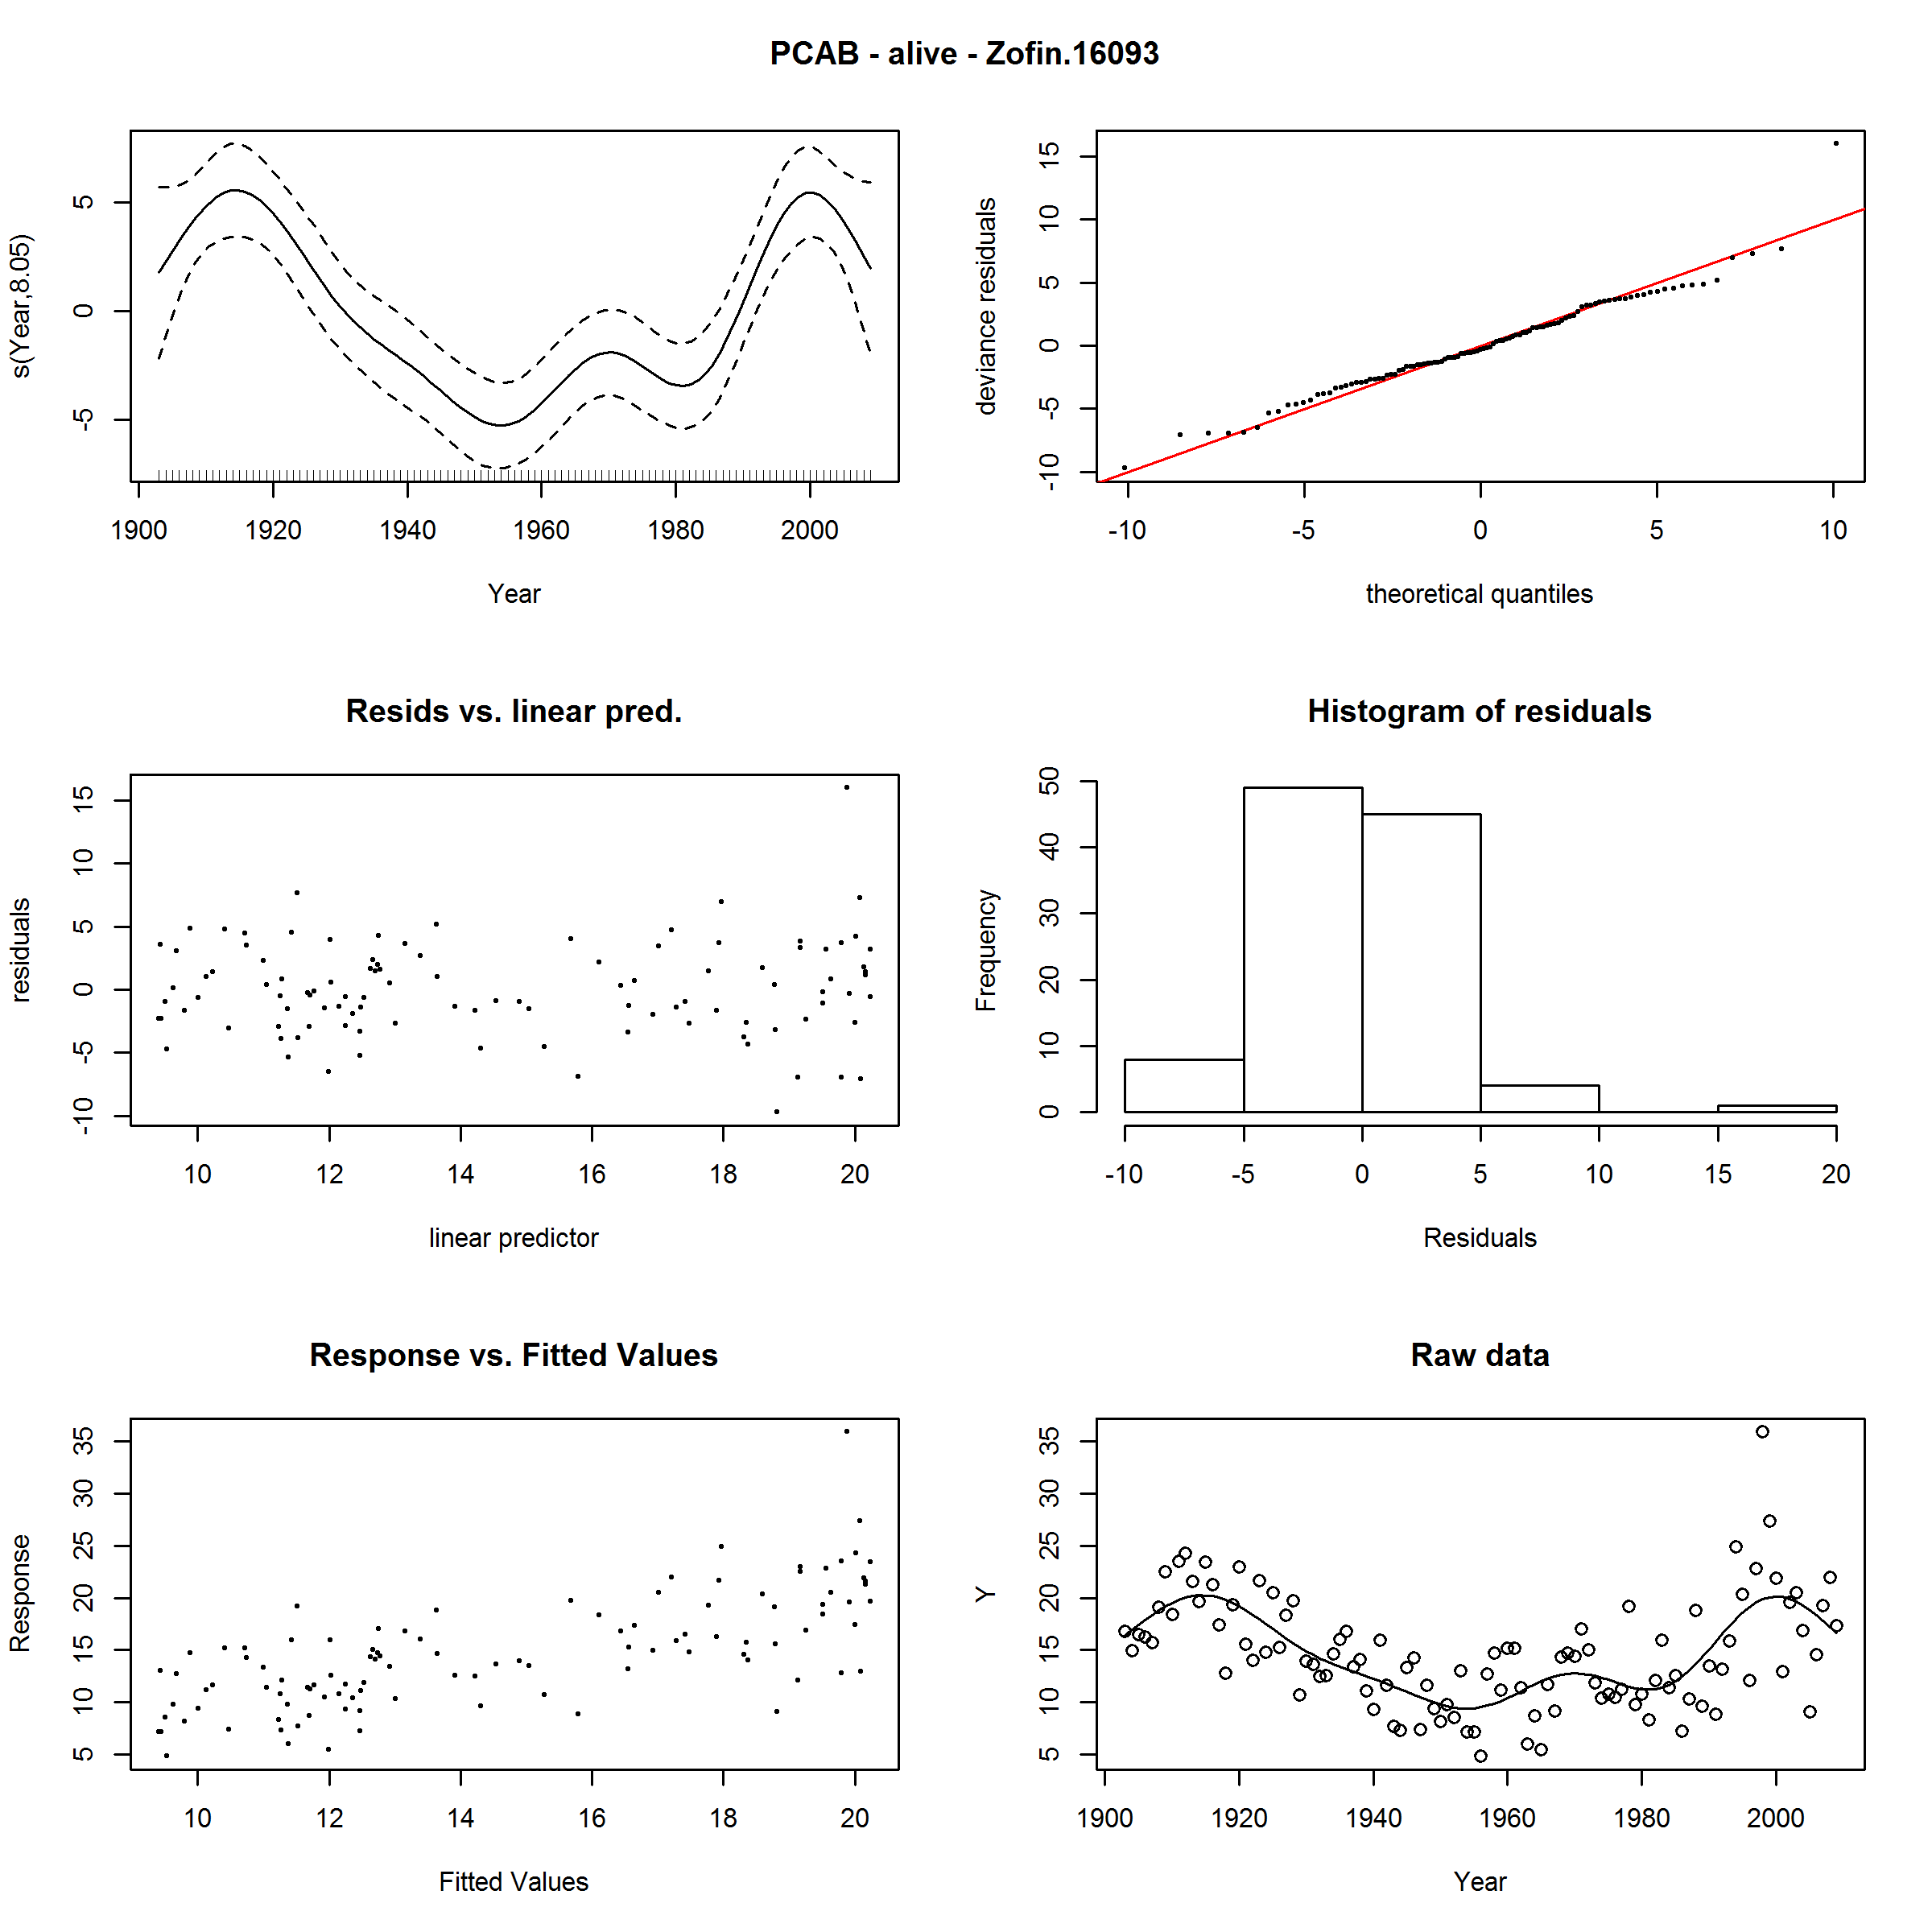 PCAB - alive - Zofin.16093
s(Year,8.05)
-5 0 5
1900 1920 1940 1960 1980 2000
Year
deviance residuals
-10 -5 0 5 10 15
-10 -5 0 5 10
theoretical quantiles
Resids vs. linear pred.
residuals
-10 -5 0 5 10 15
10 12 14 16 18 20
linear predictor
Histogram of residuals
Frequency
0 10 20 30 40 50
-10 -5 0 5 10 15 20
Residuals
Response vs. Fitted Values
Response
5 10 15 20 25 30 35
10 12 14 16 18 20
Fitted Values
Raw data
Y
5 10 15 20 25 30 35
1900 1920 1940 1960 1980 2000
Year